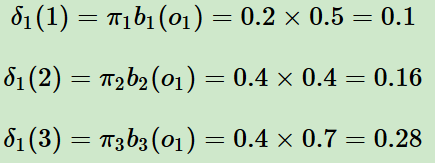 δ₁(1) = π₁b₁(o₁) = 0.2 × 0.5 = 0.1
δ₁(2) = π₂b₂(o₁) = 0.4 × 0.4 = 0.16
δ₁(3) = π₃b₃(o₁) = 0.4 × 0.7 = 0.28